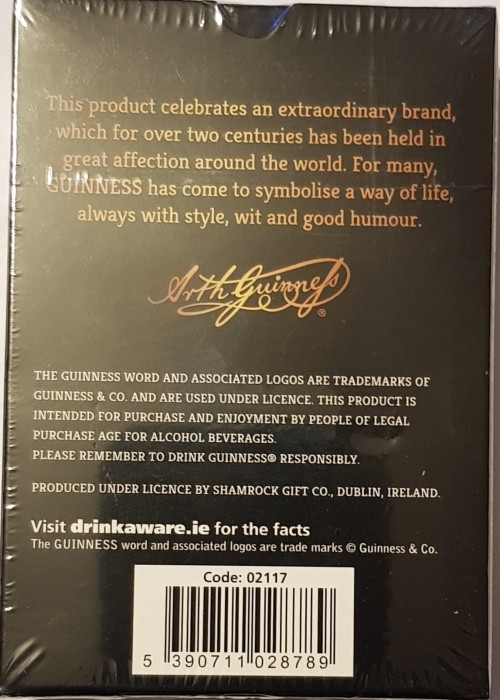 This product celebrates an extraordinary brand,
which for over two centuries has been held in
great affection around the world. For many,
GUINNESS has come to symbolise a way of life,
always with style, wit and good humour.
Arth Guinness ®
THE GUINNESS WORD AND ASSOCIATED LOGOS ARE TRADEMARKS OF
GUINNESS & CO. AND ARE USED UNDER LICENCE. THIS PRODUCT IS
INTENDED FOR PURCHASE AND ENJOYMENT BY PEOPLE OF LEGAL
PURCHASE AGE FOR ALCOHOL BEVERAGES.
PLEASE REMEMBER TO DRINK GUINNESS® RESPONSIBLY.
PRODUCED UNDER LICENCE BY SHAMROCK GIFT CO., DUBLIN, IRELAND.
Visit drinkaware.ie for the facts
The GUINNESS word and associated logos are trade marks © Guinness & Co.
Code: 02117
5 390711 028789